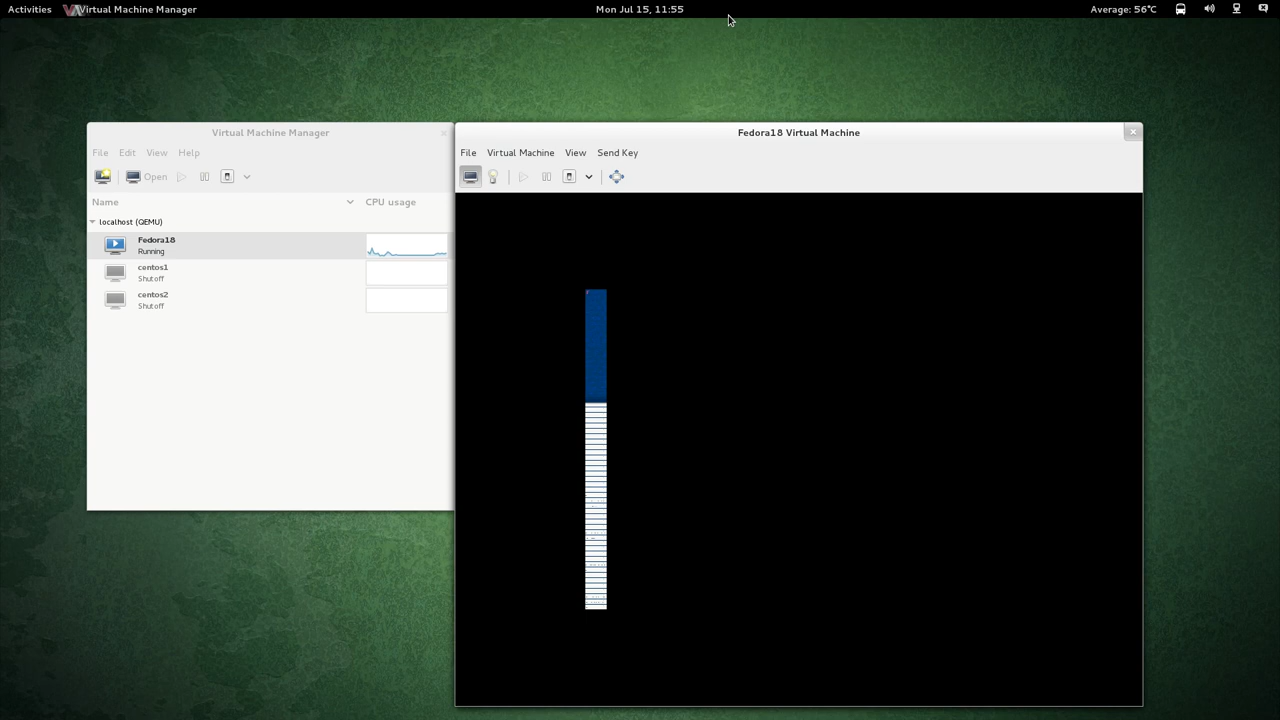 Activities Virtual Machine Manager Mon Jul 15, 11:55 Average: 56°C
Virtual Machine Manager
File Edit View Help
Open
Name CPU usage
localhost (QEMU)
Fedora18
Running
centos1
Shutoff
centos2
Shutoff
Fedora18 Virtual Machine
File Virtual Machine View Send Key